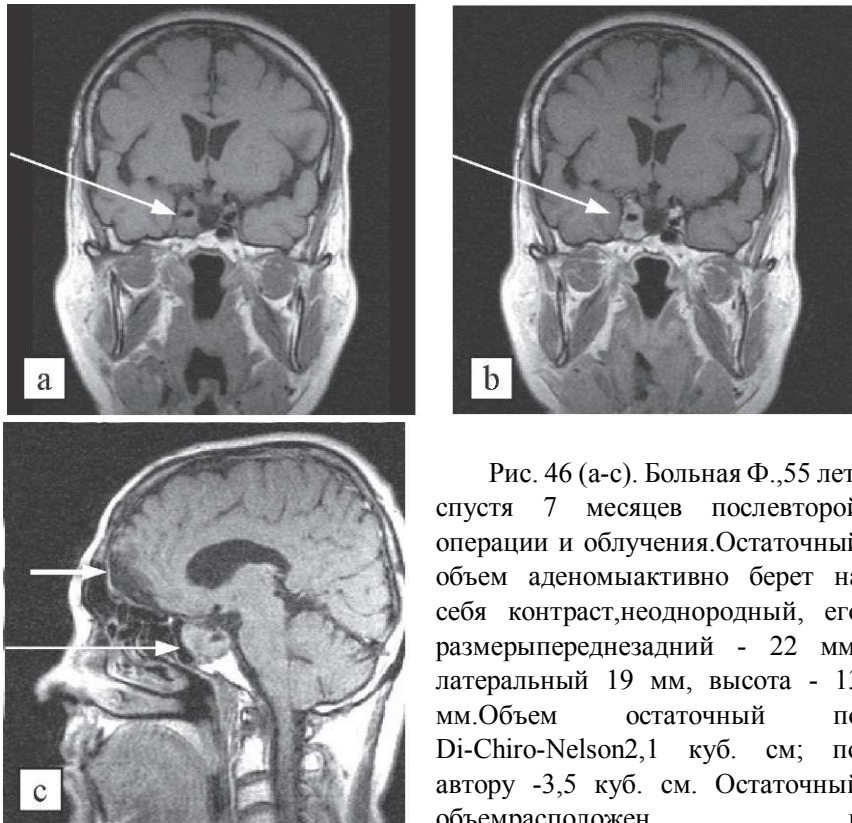 a
b
c
Рис. 46 (a-c). Больная Ф.,55 лет
спустя 7 месяцев послевторой
операции и облучения.Остаточный
объем аденомыактивно берет на
себя контраст,неоднородный, его
размерыпереднезадний - 22 мм
латеральный 19 мм, высота - 13
мм.Объем остаточный по
Di-Chiro-Nelson2,1 куб. см; по
автору -3,5 куб. см. Остаточный
объемрасположен